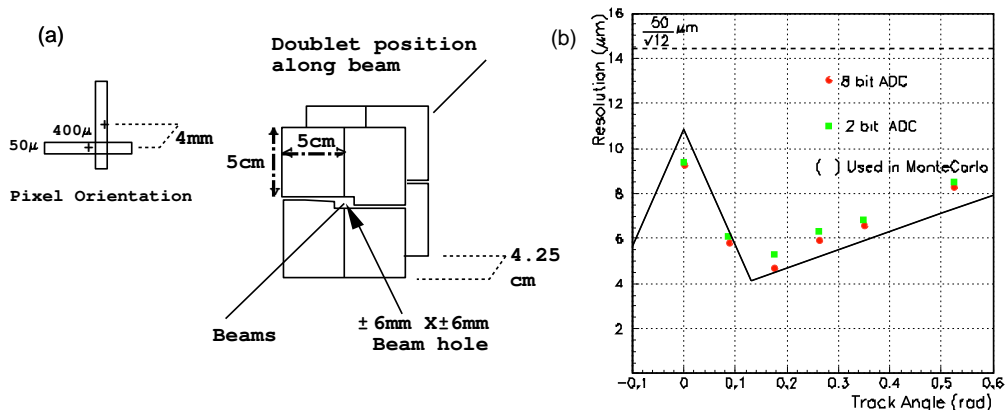 (a)
Doublet position
along beam
400μ
50μ
4mm
Pixel Orientation
5cm
5cm
4.25
cm
Beams
±6mm X±6mm
Beam hole
(b)
Resolution (μm)
16
14
12
10
8
6
4
2
0
50
√12 μm
8 bit ADC
2 bit ADC
( ) Used in MonteCarlo
-0.1 0 0.1 0.2 0.3 0.4 0.5 0.6
Track Angle (rad)